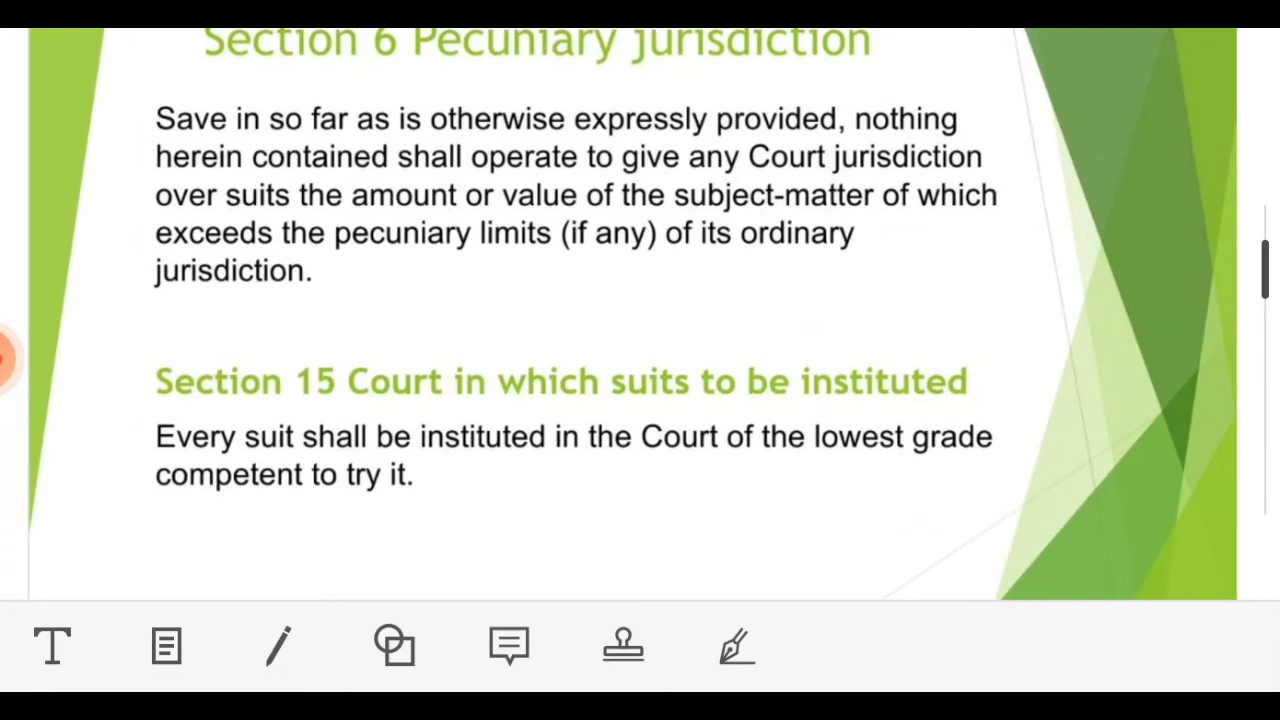 Section 6 Pecuniary jurisdiction
Save in so far as is otherwise expressly provided, nothing
herein contained shall operate to give any Court jurisdiction
over suits the amount or value of the subject-matter of which
exceeds the pecuniary limits (if any) of its ordinary
jurisdiction.
Section 15 Court in which suits to be instituted
Every suit shall be instituted in the Court of the lowest grade
competent to try it.